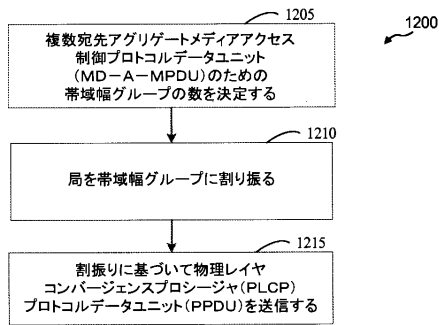 1200
1205
複数宛先アグリゲートメディアアクセス
制御プロトコルデータユニット
(MD-A-MPDU)のための
帯域幅グループの数を決定する
1210
局を帯域幅グループに割り振る
1215
割振りに基づいて物理レイヤ
コンバージェンスプロシージャ(PLCP)
プロトコルデータユニット(PPDU)を送信する